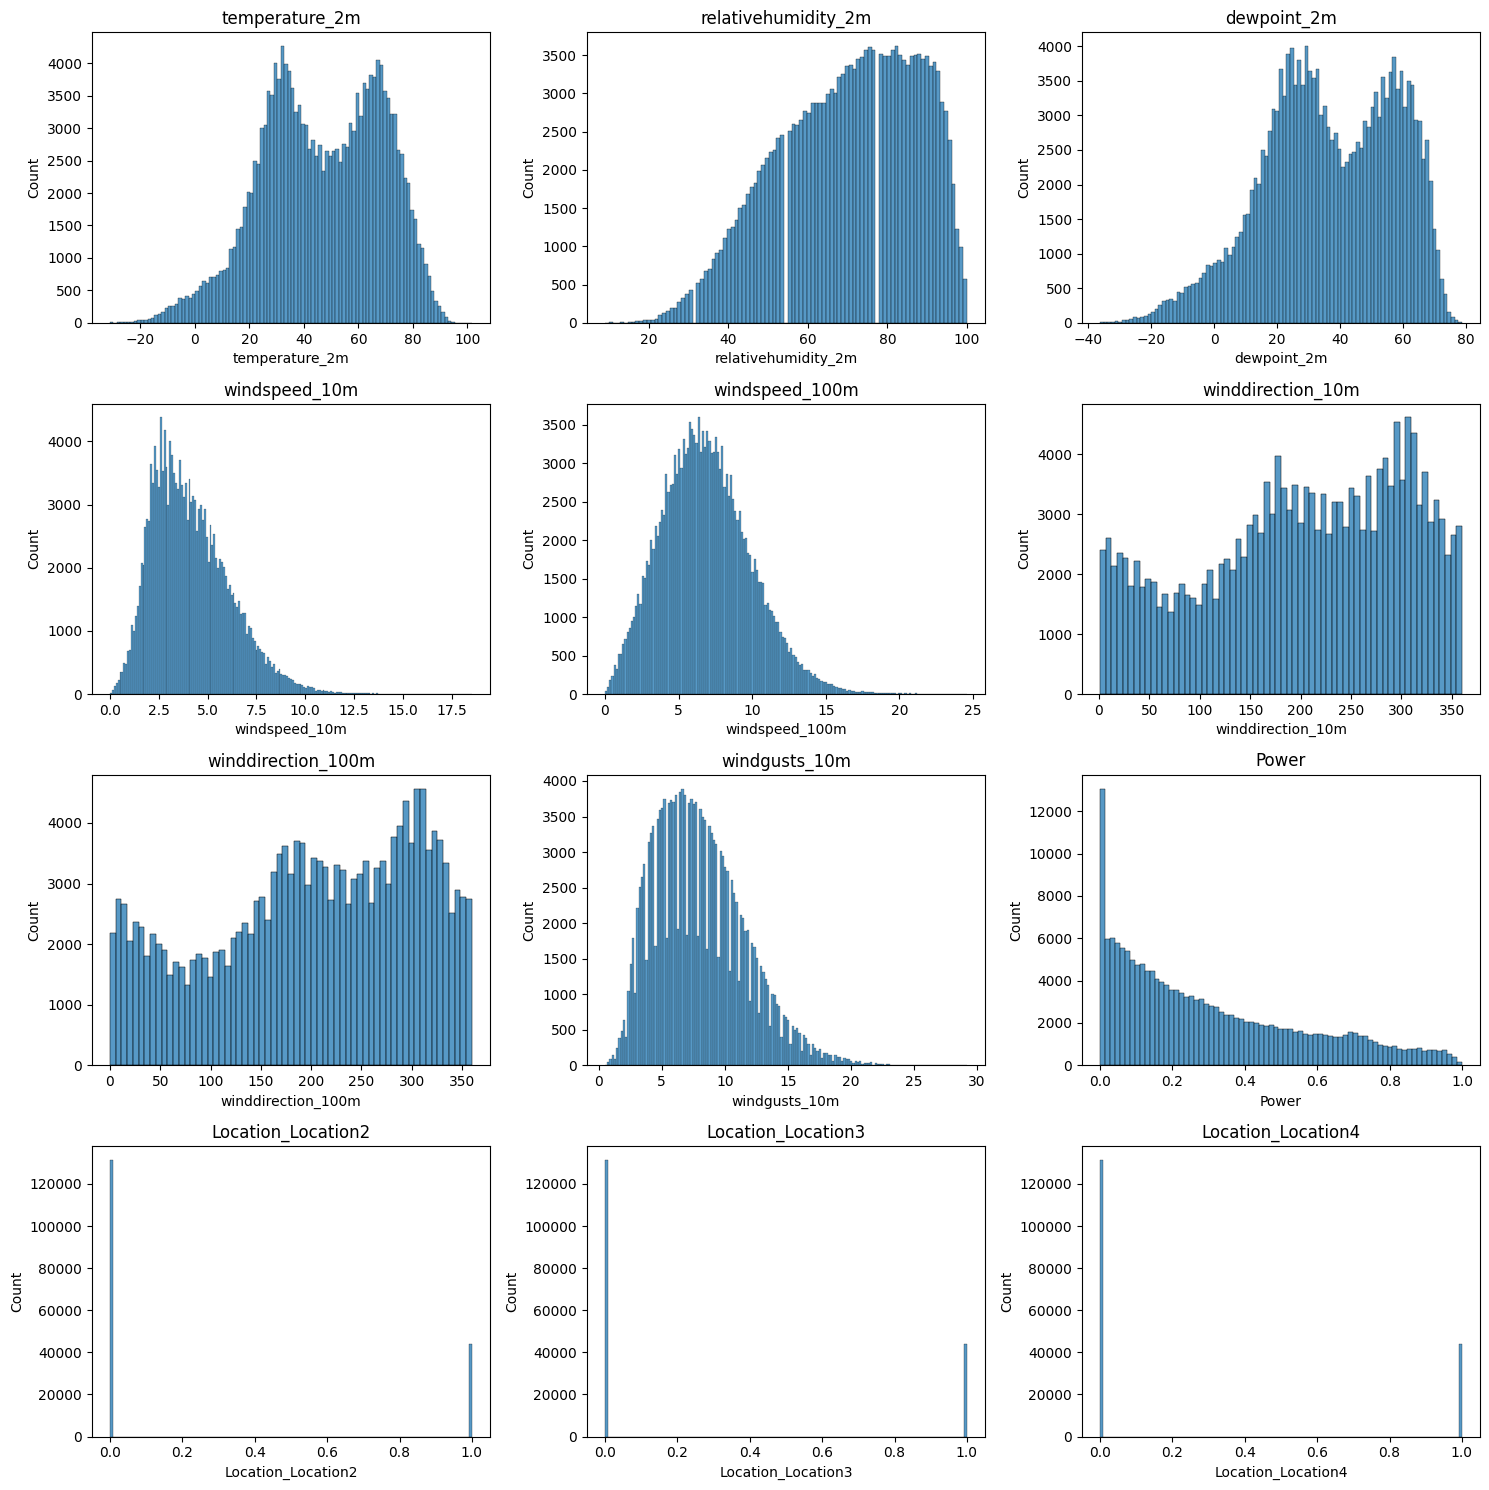 temperature_2m
4000
3500
3000
2500
2000
1500
1000
500
0
Count
−20 0 20 40 60 80 100
temperature_2m
relativehumidity_2m
3500
3000
2500
2000
1500
1000
500
0
Count
20 40 60 80 100
relativehumidity_2m
dewpoint_2m
4000
3500
3000
2500
2000
1500
1000
500
0
Count
−40 −20 0 20 40 60 80
dewpoint_2m
windspeed_10m
4000
3000
2000
1000
0
Count
0.0 2.5 5.0 7.5 10.0 12.5 15.0 17.5
windspeed_10m
windspeed_100m
3500
3000
2500
2000
1500
1000
500
0
Count
0 5 10 15 20 25
windspeed_100m
winddirection_10m
4000
3000
2000
1000
0
Count
0 50 100 150 200 250 300 350
winddirection_10m
winddirection_100m
4000
3000
2000
1000
0
Count
0 50 100 150 200 250 300 350
winddirection_100m
windgusts_10m
4000
3500
3000
2500
2000
1500
1000
500
0
Count
0 5 10 15 20 25 30
windgusts_10m
Power
12000
10000
8000
6000
4000
2000
0
Count
0.0 0.2 0.4 0.6 0.8 1.0
Power
Location_Location2
120000
100000
80000
60000
40000
20000
0
Count
0.0 0.2 0.4 0.6 0.8 1.0
Location_Location2
Location_Location3
120000
100000
80000
60000
40000
20000
0
Count
0.0 0.2 0.4 0.6 0.8 1.0
Location_Location3
Location_Location4
120000
100000
80000
60000
40000
20000
0
Count
0.0 0.2 0.4 0.6 0.8 1.0
Location_Location4